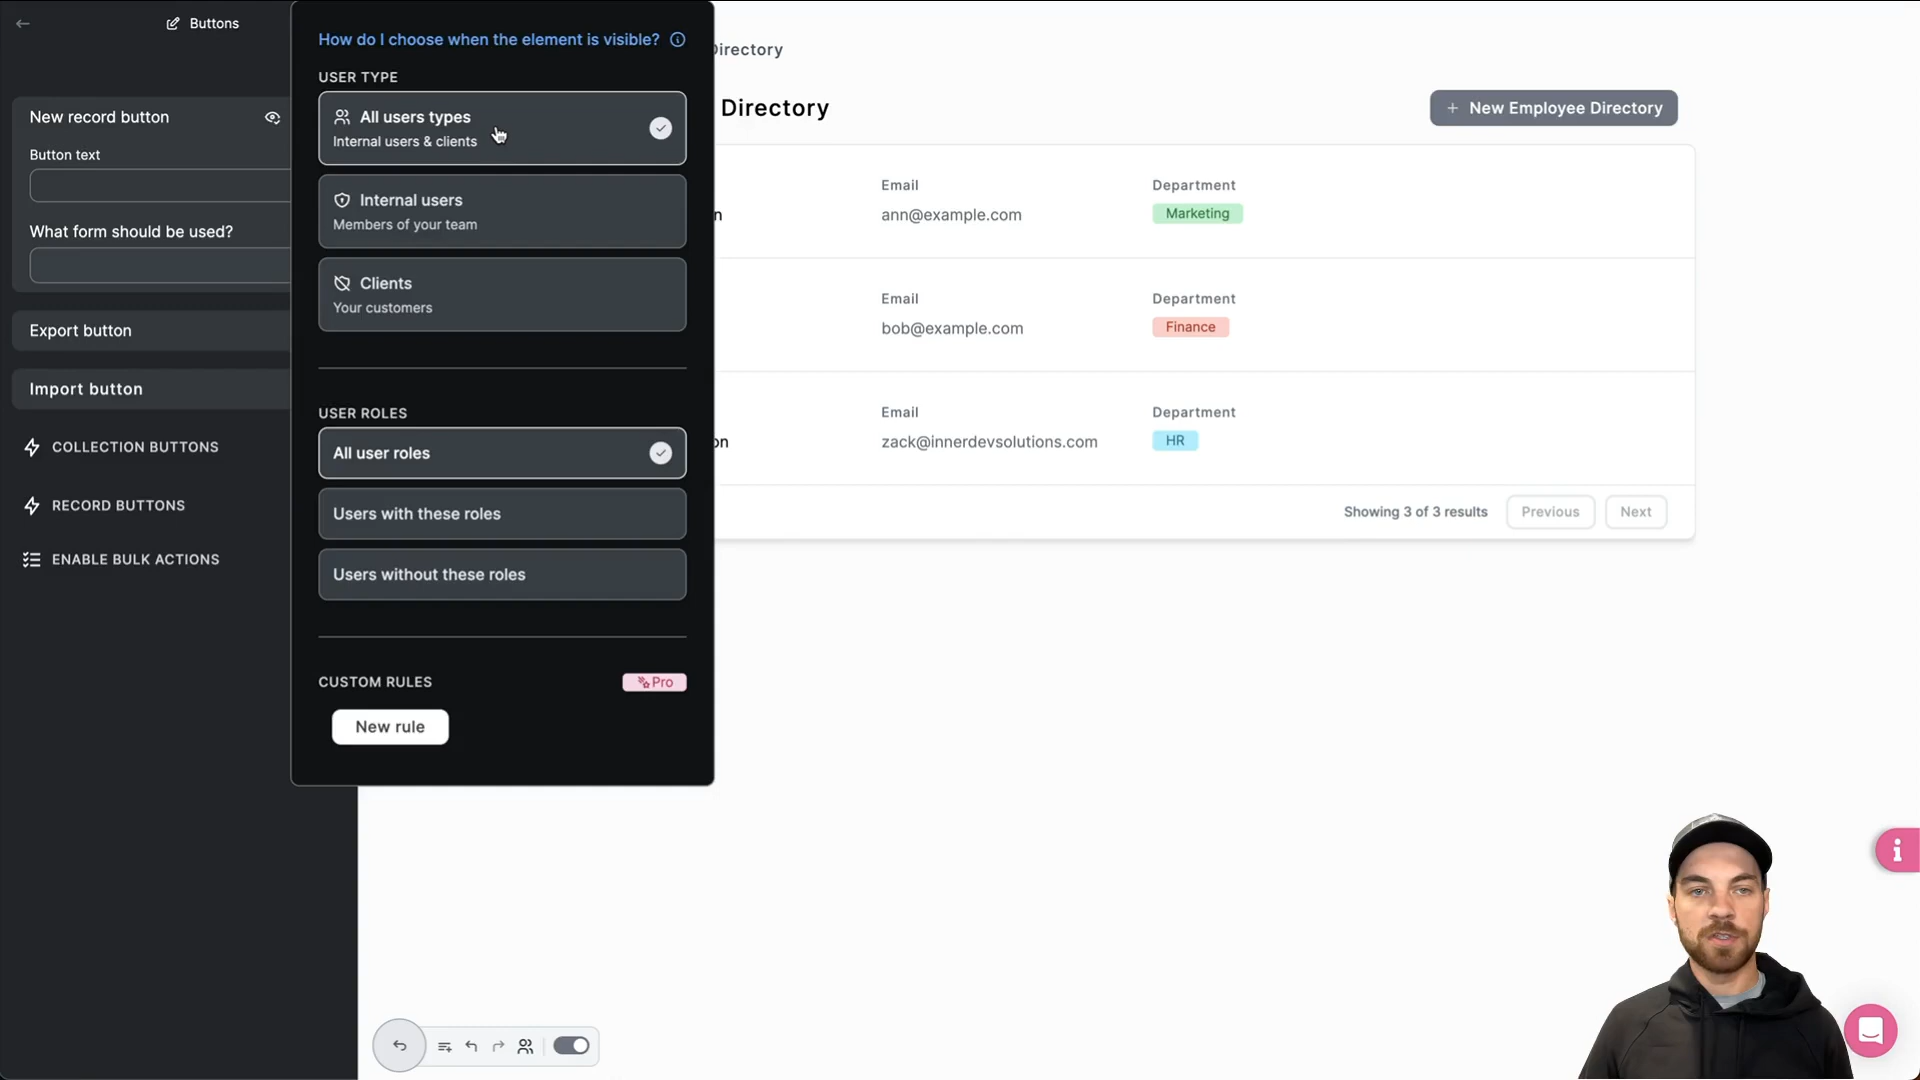 Buttons
New record button
Button text
What form should be used?
Export button
Import button
COLLECTION BUTTONS
RECORD BUTTONS
ENABLE BULK ACTIONS
How do I choose when the element is visible?
USER TYPE
All users types
Internal users & clients
Internal users
Members of your team
Clients
Your customers
USER ROLES
All user roles
Users with these roles
Users without these roles
CUSTOM RULES
Pro
New rule
Directory
Directory
+ New Employee Directory
n
Email
ann@example.com
Department
Marketing
Email
bob@example.com
Department
Finance
on
Email
zack@innerdevsolutions.com
Department
HR
Showing 3 of 3 results
Previous
Next